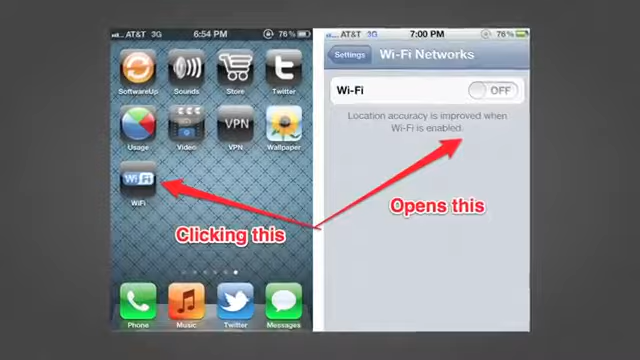 AT&T 3G 6:54 PM 76%
SoftwareUp Sounds Store Twitter
Usage Video VPN Wallpaper
VPN
Wi Fi
WiFi
Clicking this
Phone Music Twitter Messages
AT&T 3G 7:00 PM 76%
Settings Wi-Fi Networks
Wi-Fi OFF
Location accuracy is improved when
Wi-Fi is enabled.
Opens this